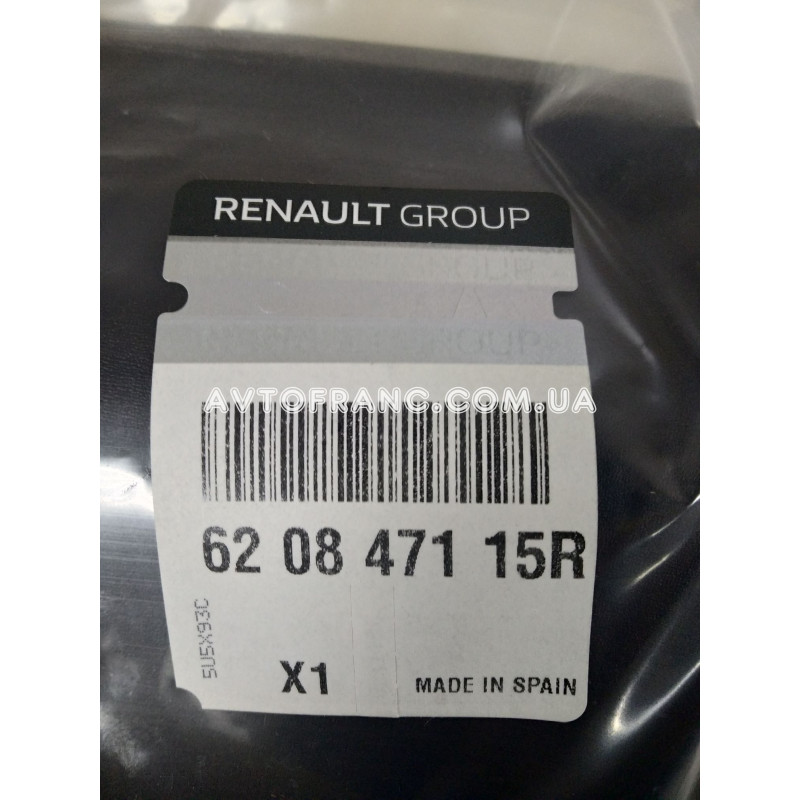 RENAULT GROUP
AVTOFRANC.COM.UA
62 08 471 15R
5U5X93C
X1
MADE IN SPAIN